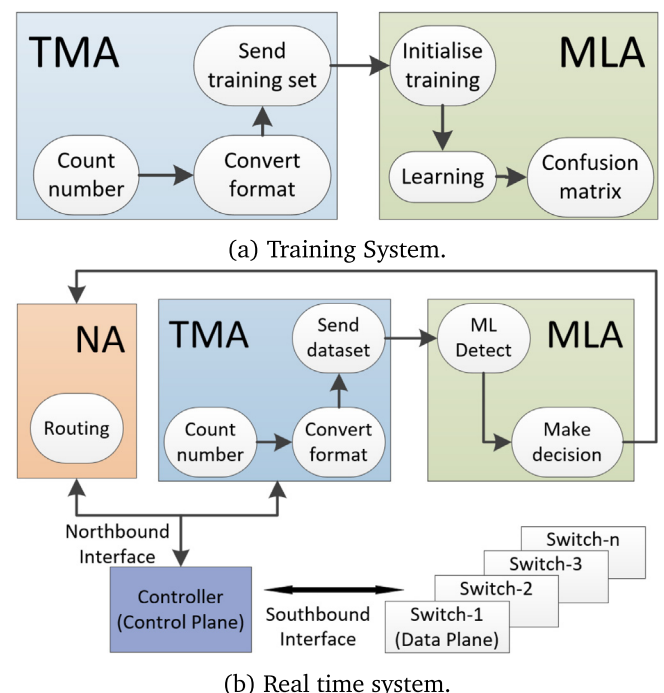 TMA
Send
training set
Initialise
training
MLA
Count
number
Convert
format
Learning
Confusion
matrix
(a) Training System.
NA
TMA
Send
dataset
ML
Detect
MLA
Routing
Count
number
Convert
format
Make
decision
Northbound
Interface
Controller
(Control Plane)
Southbound
Interface
Switch-n
Switch-3
Switch-2
Switch-1
(Data Plane)
(b) Real time system.